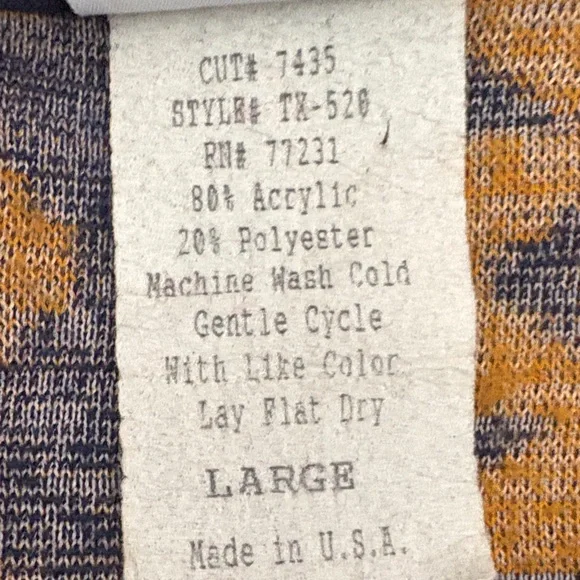 CUT# 7435
STYLE# TX-520
RN# 77231
80% Acrylic
20% Polyester
Machine Wash Cold
Gentle Cycle
With Like Color
Lay Flat Dry
LARGE
Made in U.S.A.